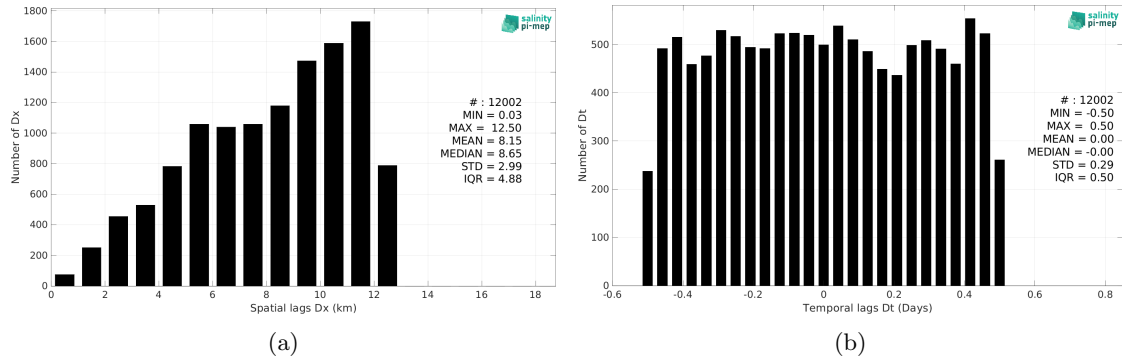 1800
1600
1400
1200
1000
800
600
400
200
0
Number of Dx
0 2 4 6 8 10 12 14 16 18
Spatial lags Dx (km)
salinity
pi-mep
# : 12002
MIN = 0.03
MAX = 12.50
MEAN = 8.15
MEDIAN = 8.65
STD = 2.99
IQR = 4.88
(a)
500
400
300
200
100
0
Number of Dt
-0.6 -0.4 -0.2 0 0.2 0.4 0.6 0.8
Temporal lags Dt (Days)
salinity
pi-mep
# : 12002
MIN = -0.50
MAX = 0.50
MEAN = 0.00
MEDIAN = -0.00
STD = 0.29
IQR = 0.50
(b)